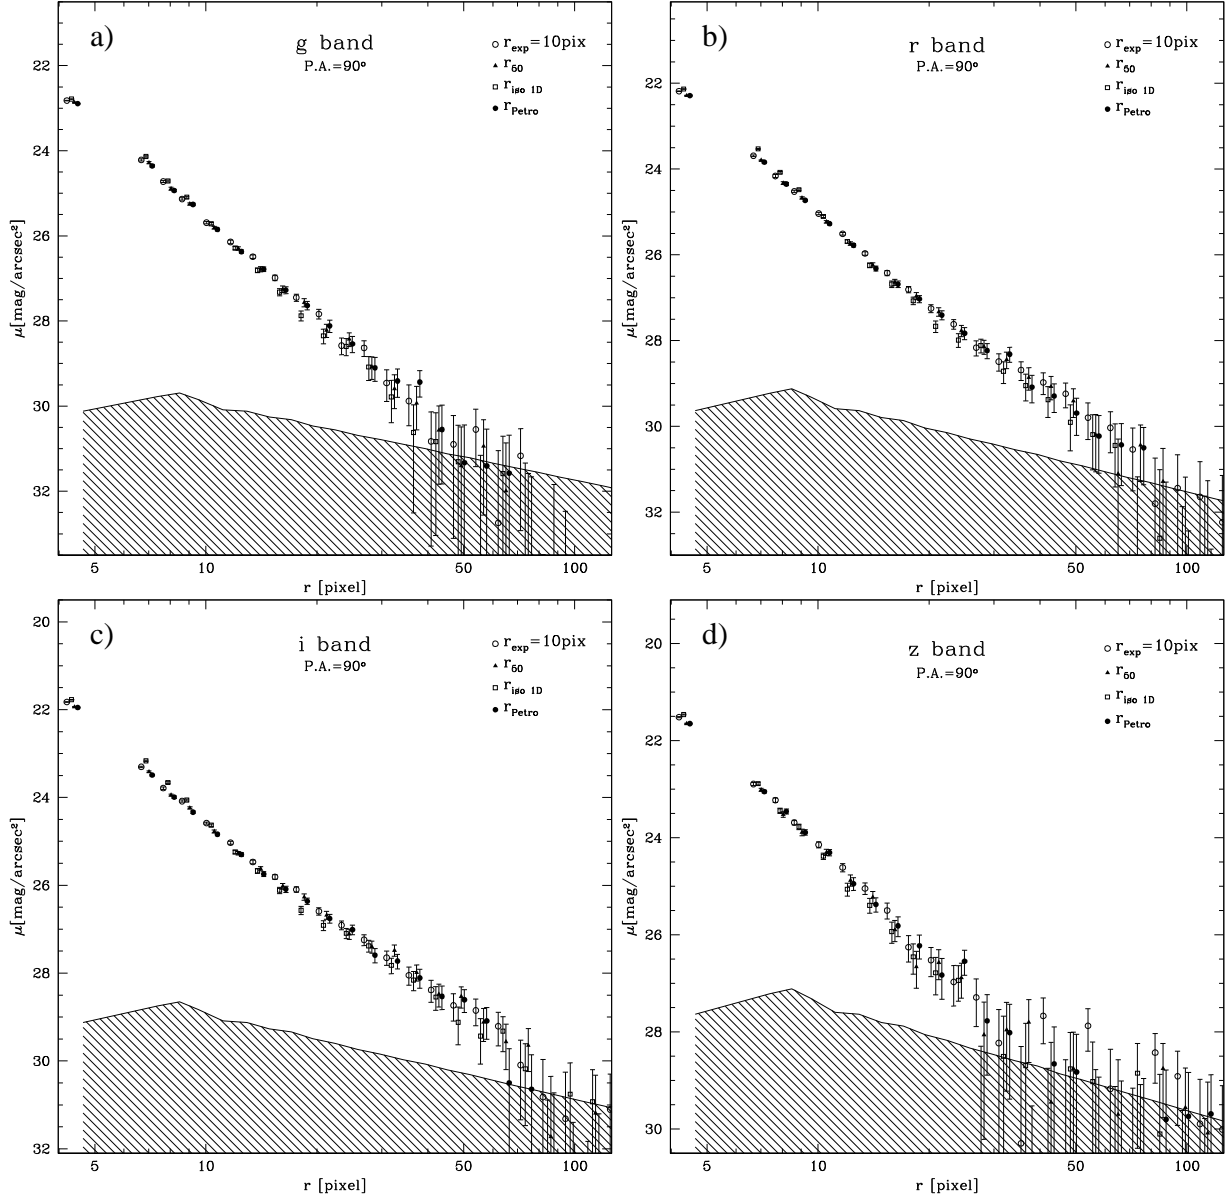 a)
g band
P.A.=90°
r_exp=10pix
r_50
r_iso 1D
r_Petro
22
24
26
28
30
32
μ[mag/arcsec²]
5
10
50
100
r [pixel]
b)
r band
P.A.=90°
r_exp=10pix
r_50
r_iso 1D
r_Petro
22
24
26
28
30
32
μ[mag/arcsec²]
5
10
50
100
r [pixel]
c)
i band
P.A.=90°
r_exp=10pix
r_50
r_iso 1D
r_Petro
20
22
24
26
28
30
32
μ[mag/arcsec²]
5
10
50
100
r [pixel]
d)
z band
P.A.=90°
r_exp=10pix
r_50
r_iso 1D
r_Petro
20
22
24
26
28
30
μ[mag/arcsec²]
5
10
50
100
r [pixel]